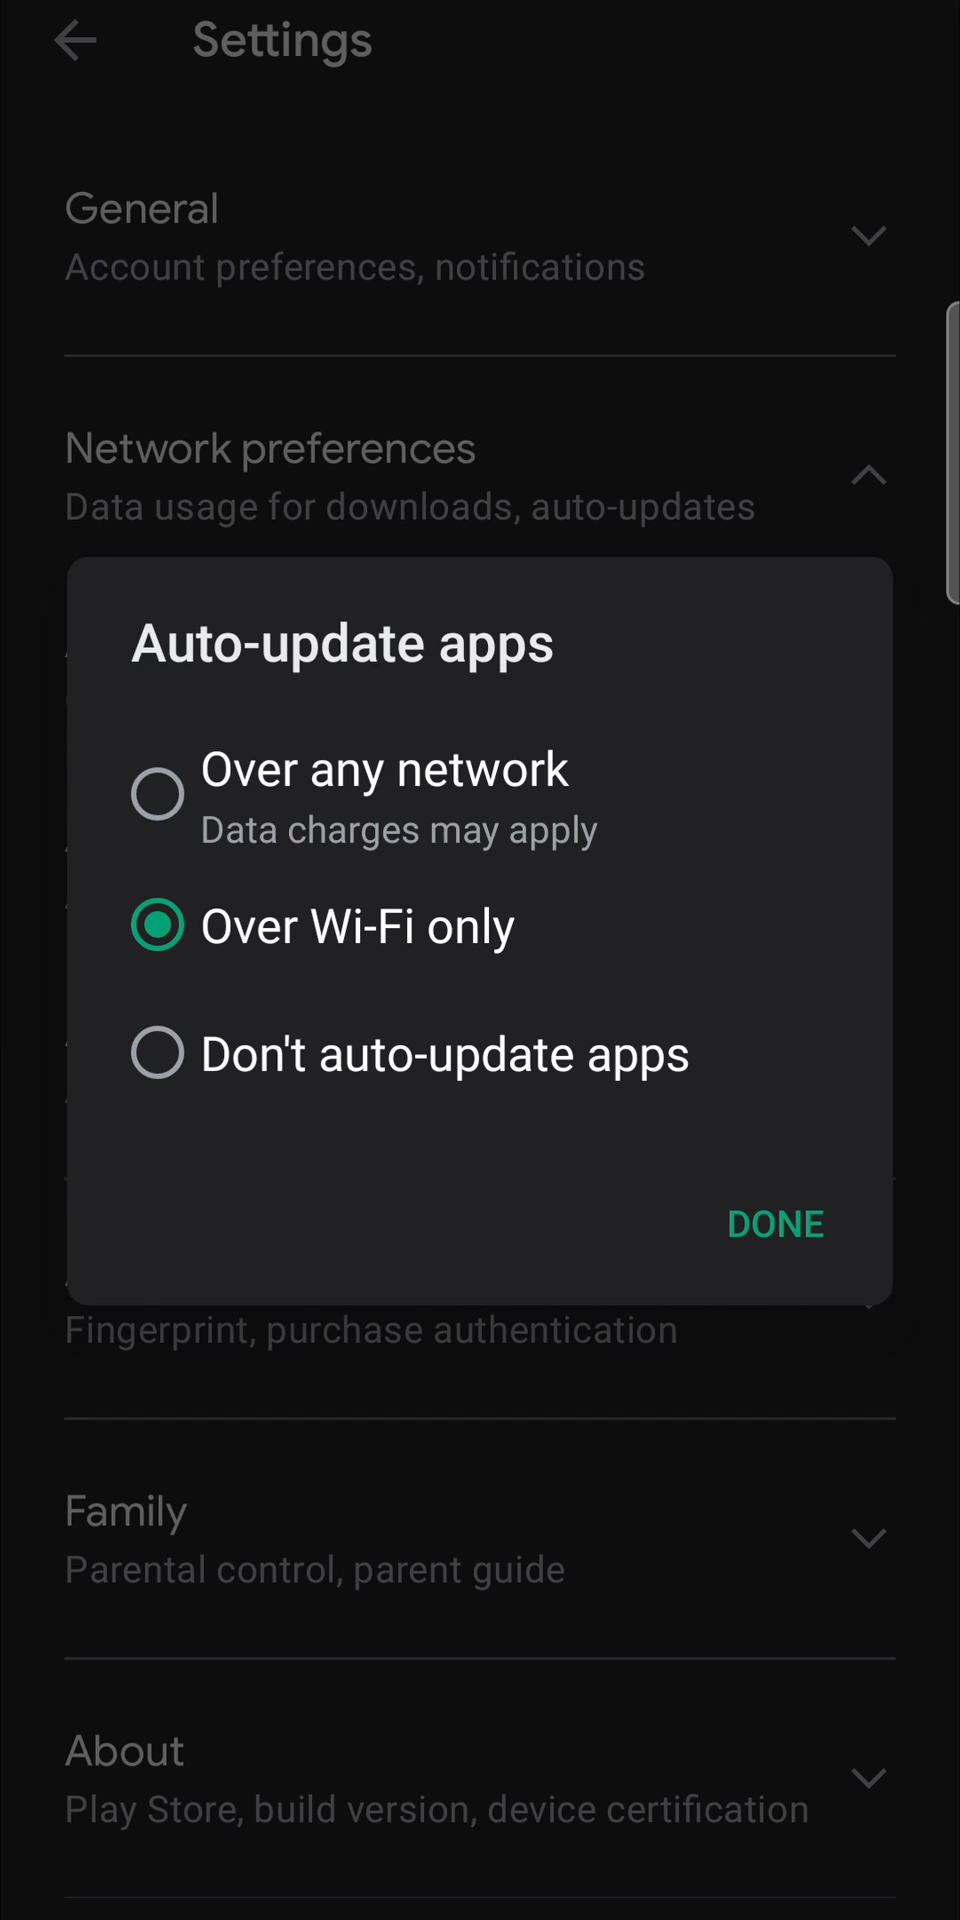 Settings
General
Account preferences, notifications
Network preferences
Data usage for downloads, auto-updates
Auto-update apps
Over any network
Data charges may apply
Over Wi-Fi only
Don't auto-update apps
DONE
Fingerprint, purchase authentication
Family
Parental control, parent guide
About
Play Store, build version, device certification